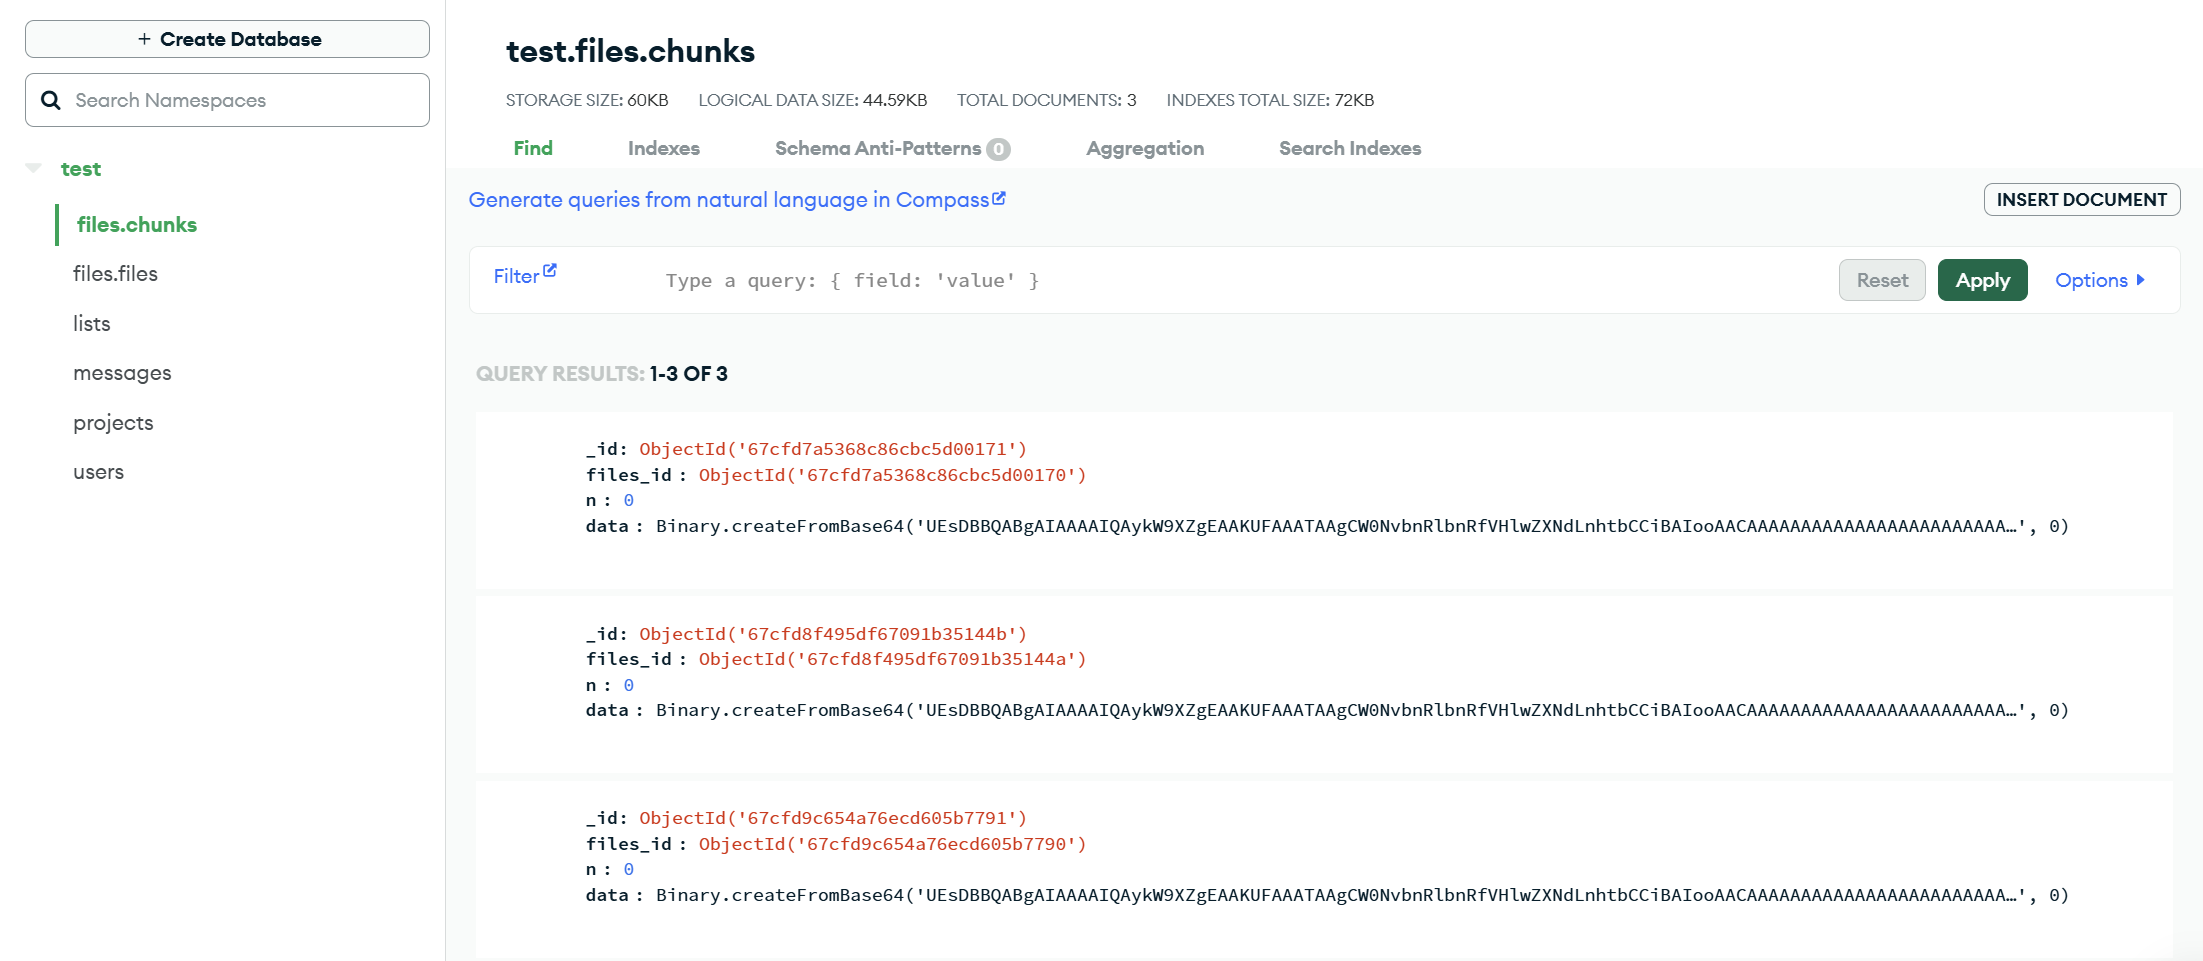 + Create Database
Search Namespaces
test
files.chunks
files.files
lists
messages
projects
users
test.files.chunks
STORAGE SIZE: 60KB LOGICAL DATA SIZE: 44.59KB TOTAL DOCUMENTS: 3 INDEXES TOTAL SIZE: 72KB
Find Indexes Schema Anti-Patterns 0 Aggregation Search Indexes
Generate queries from natural language in Compass
INSERT DOCUMENT
Filter Type a query: { field: 'value' } Reset Apply Options
QUERY RESULTS: 1-3 OF 3
_id: ObjectId('67cfd7a5368c86cbc5d00171')
files_id : ObjectId('67cfd7a5368c86cbc5d00170')
n : 0
data : Binary.createFromBase64('UEsDBBQABgAIAAAAIQAykW9XZgEAAKUFAAATAAgCW0NvbnRlbnRfVHlwZXNdLnhtbCCiBAIooAACAAAAAAAAAAAAAAAAAAAAAAAA…', 0)
_id: ObjectId('67cfd8f495df67091b35144b')
files_id : ObjectId('67cfd8f495df67091b35144a')
n : 0
data : Binary.createFromBase64('UEsDBBQABgAIAAAAIQAykW9XZgEAAKUFAAATAAgCW0NvbnRlbnRfVHlwZXNdLnhtbCCiBAIooAACAAAAAAAAAAAAAAAAAAAAAAAA…', 0)
_id: ObjectId('67cfd9c654a76ecd605b7791')
files_id : ObjectId('67cfd9c654a76ecd605b7790')
n : 0
data : Binary.createFromBase64('UEsDBBQABgAIAAAAIQAykW9XZgEAAKUFAAATAAgCW0NvbnRlbnRfVHlwZXNdLnhtbCCiBAIooAACAAAAAAAAAAAAAAAAAAAAAAAA…', 0)